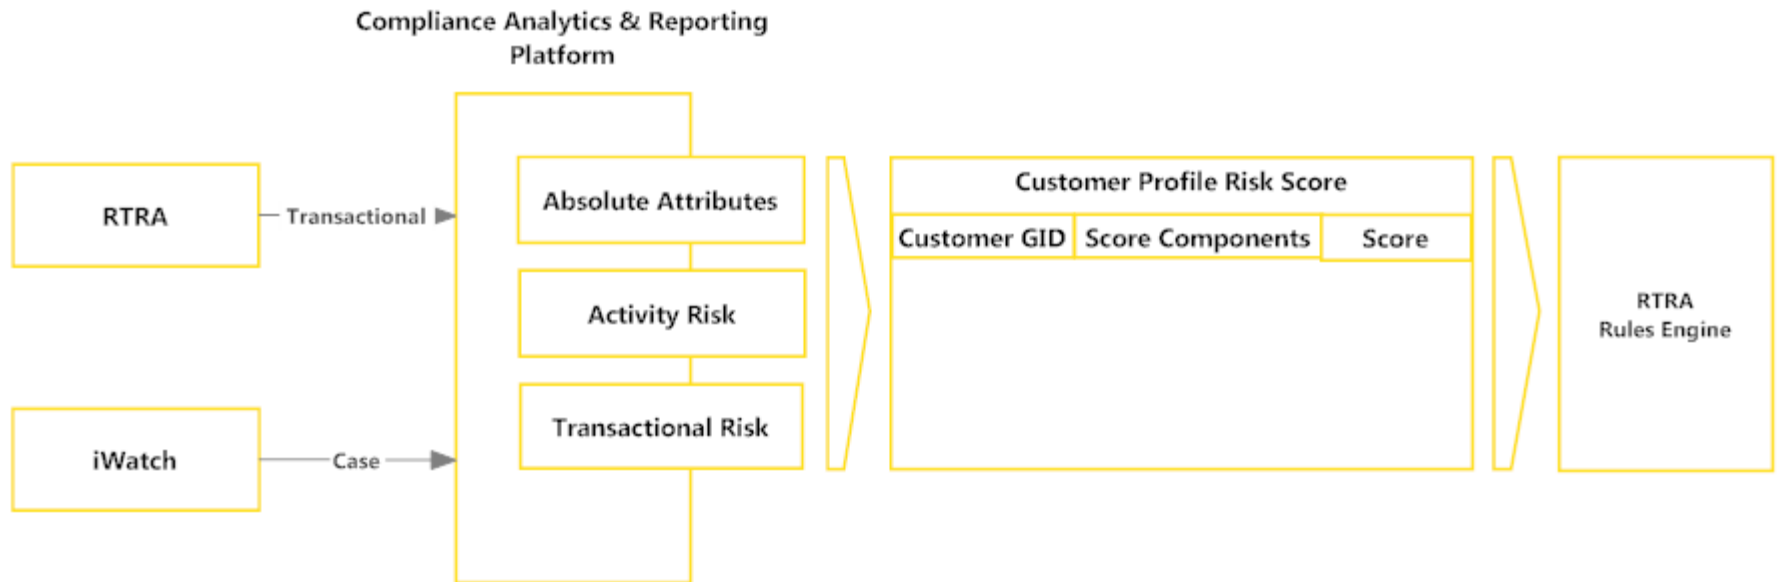 Compliance Analytics & Reporting
Platform
RTRA
Transactional
iWatch
Case
Absolute Attributes
Activity Risk
Transactional Risk
Customer Profile Risk Score
Customer GID
Score Components
Score
RTRA
Rules Engine